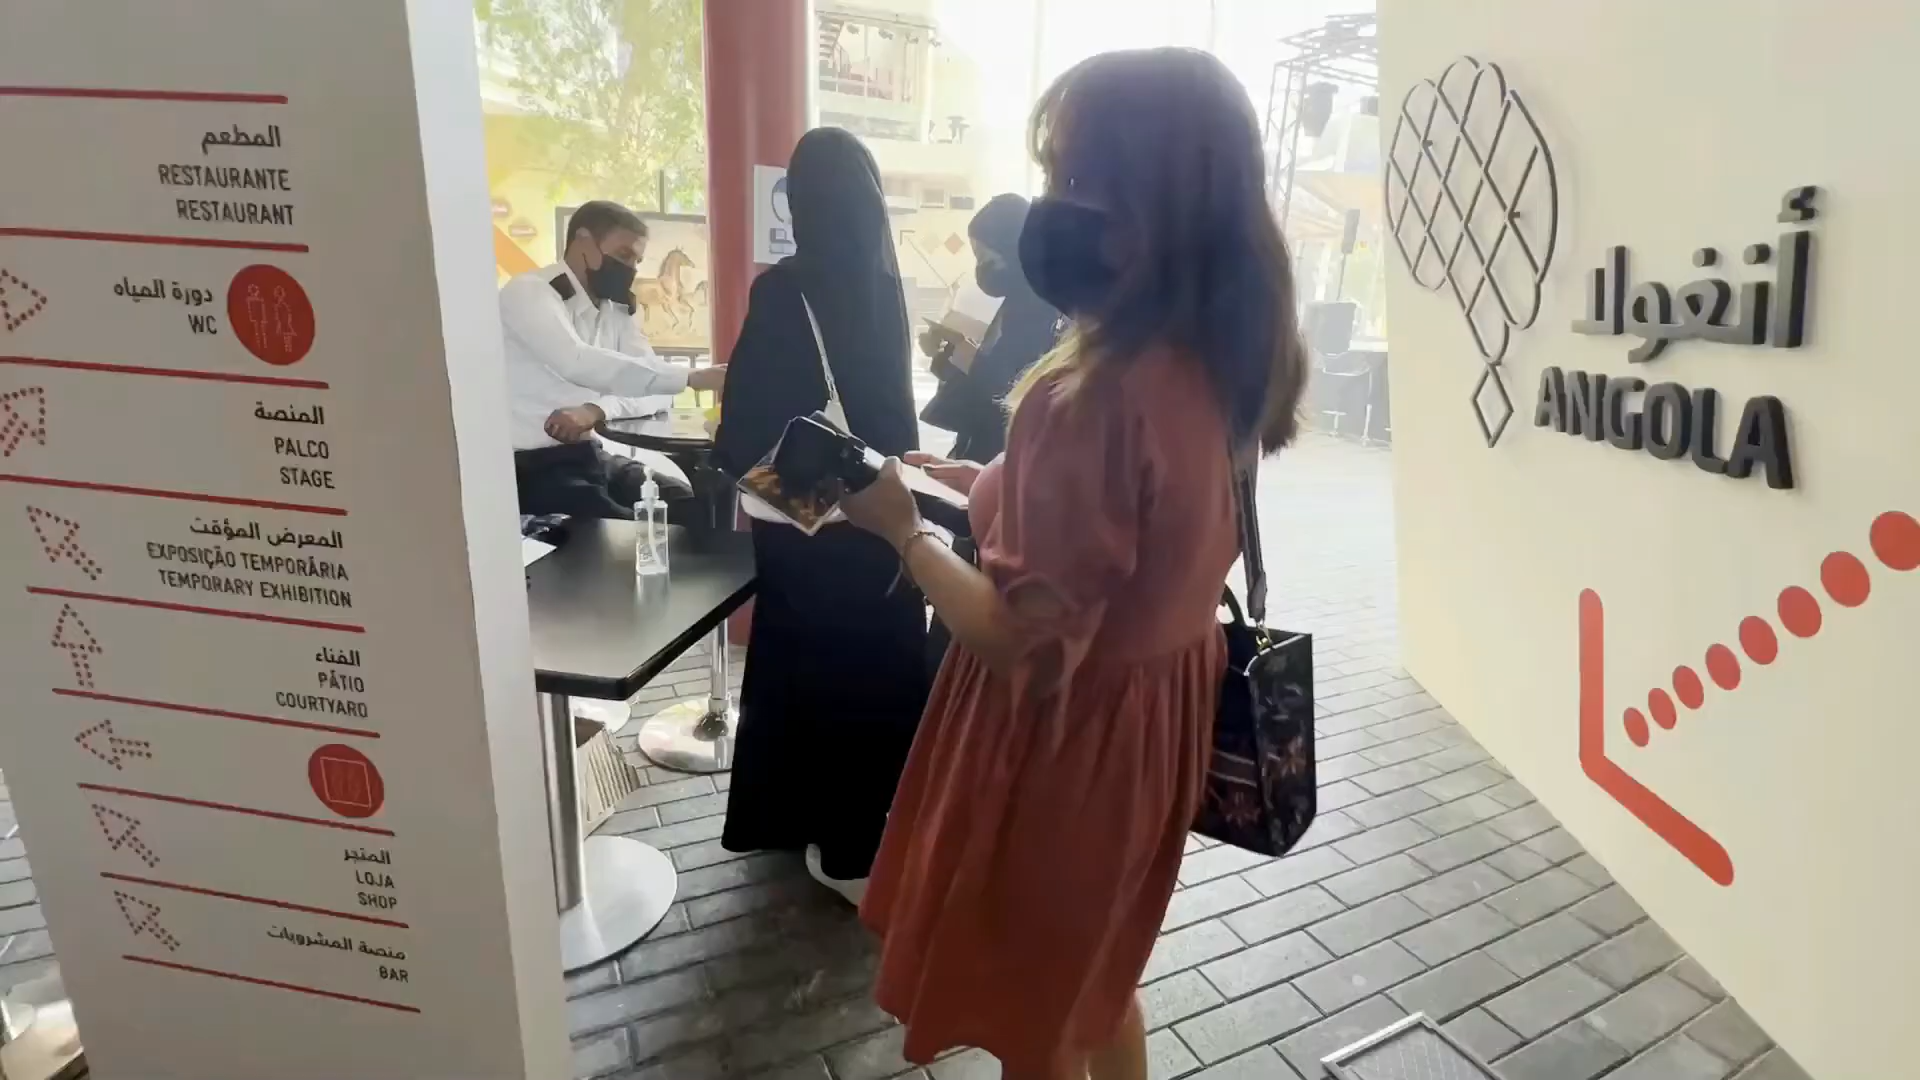 المطعم
RESTAURANTE
RESTAURANT
دورة المياه
WC
المنصة
PALCO
STAGE
المعرض المؤقت
EXPOSIÇÃO TEMPORÁRIA
TEMPORARY EXHIBITION
الفناء
PÁTIO
COURTYARD
المتجر
LOJA
SHOP
منصة المشروبات
BAR
أنغولا
ANGOLA